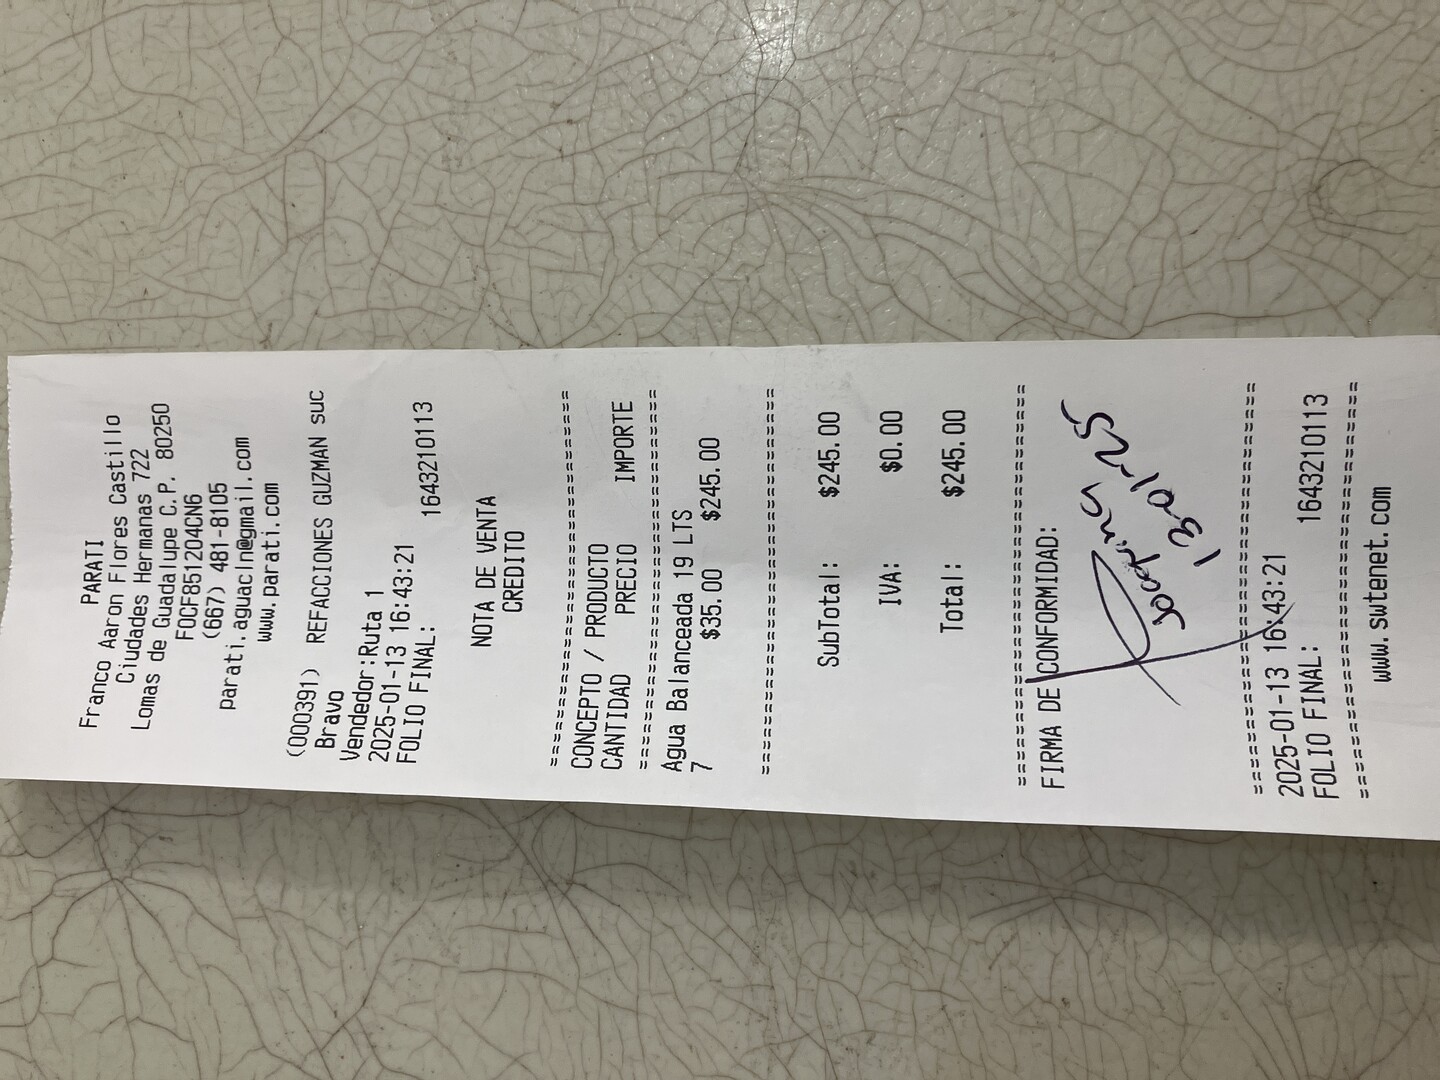 PARATI
Franco Aaron Flores Castillo
Ciudades Hermanas 722
Lomas de Guadalupe C.P. 80250
FOCF851204CN6
(667) 481-8105
parati.aguacln@gmail.com
www.parati.com
(000391) REFACCIONES GUZMAN suc
Bravo
Vendedor:Ruta 1
2025-01-13 16:43:21
FOLIO FINAL: 1643210113
NOTA DE VENTA
CREDITO
==============================
CONCEPTO / PRODUCTO
CANTIDAD PRECIO IMPORTE
==============================
Agua Balanceada 19 LTS
7 $35.00 $245.00
==============================
SubTotal: $245.00
IVA: $0.00
Total: $245.00
==============================
FIRMA DE CONFORMIDAD:
13-01-25
==============================
2025-01-13 16:43:21
FOLIO FINAL: 1643210113
==============================
www.swtenet.com